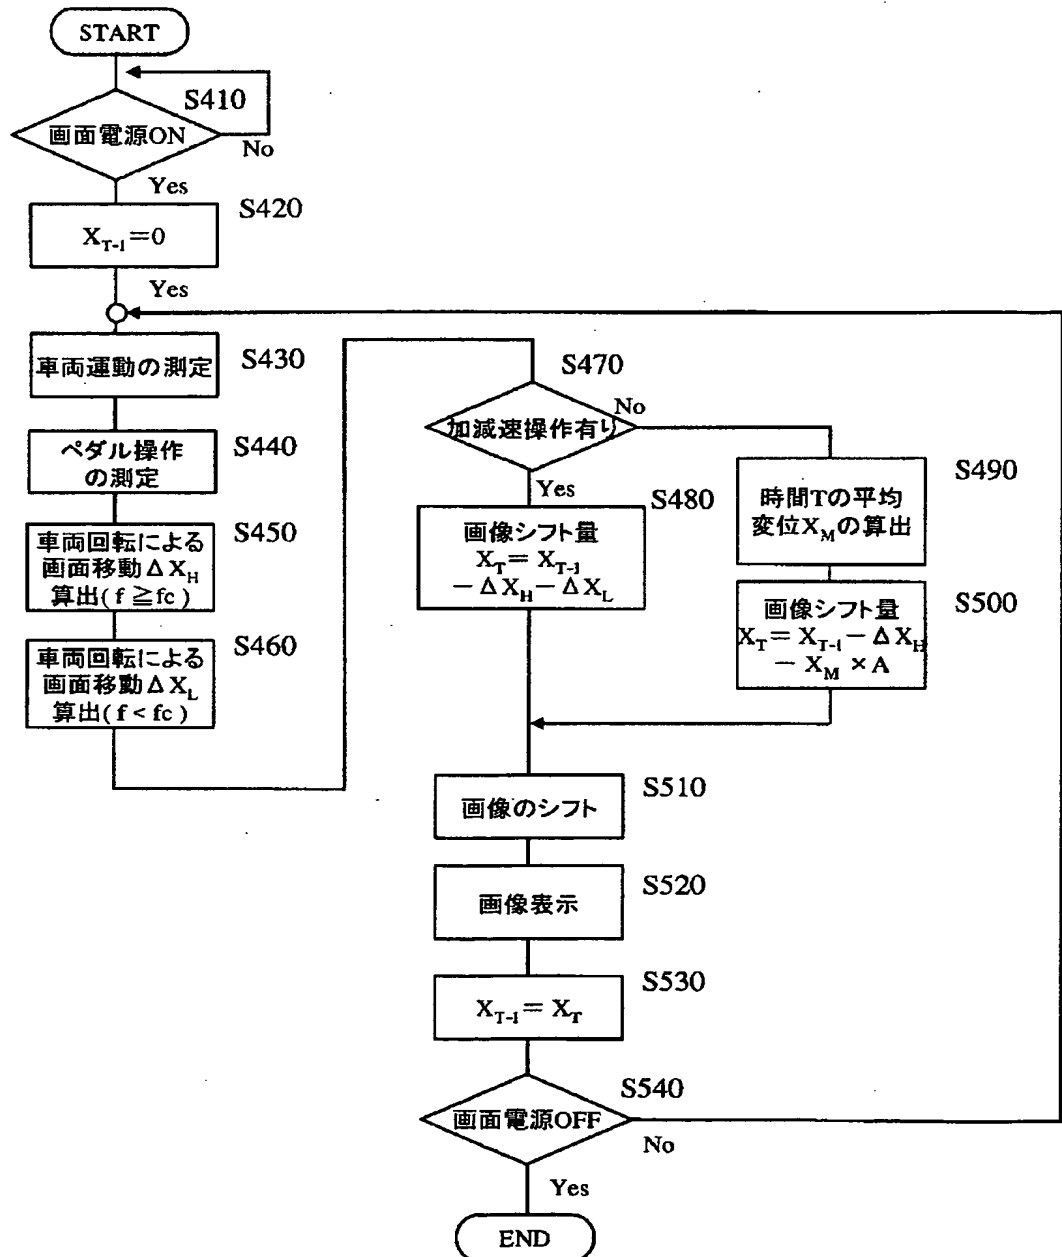 START
S410
画面電源ON
No
Yes
S420
X_{T-1}=0
Yes
S430
車両運動の測定
S440
ペダル操作
の測定
S450
車両回転による
画面移動ΔX_H
算出(f≧fc)
S460
車両回転による
画面移動ΔX_L
算出(f<fc)
S470
加減速操作有り
No
Yes
S480
画像シフト量
X_T=X_{T-1}
-ΔX_H-ΔX_L
S490
時間Tの平均
変位X_Mの算出
S500
画像シフト量
X_T=X_{T-1}-ΔX_H
-X_M×A
S510
画像のシフト
S520
画像表示
S530
X_{T-1}=X_T
S540
画面電源OFF
No
Yes
END